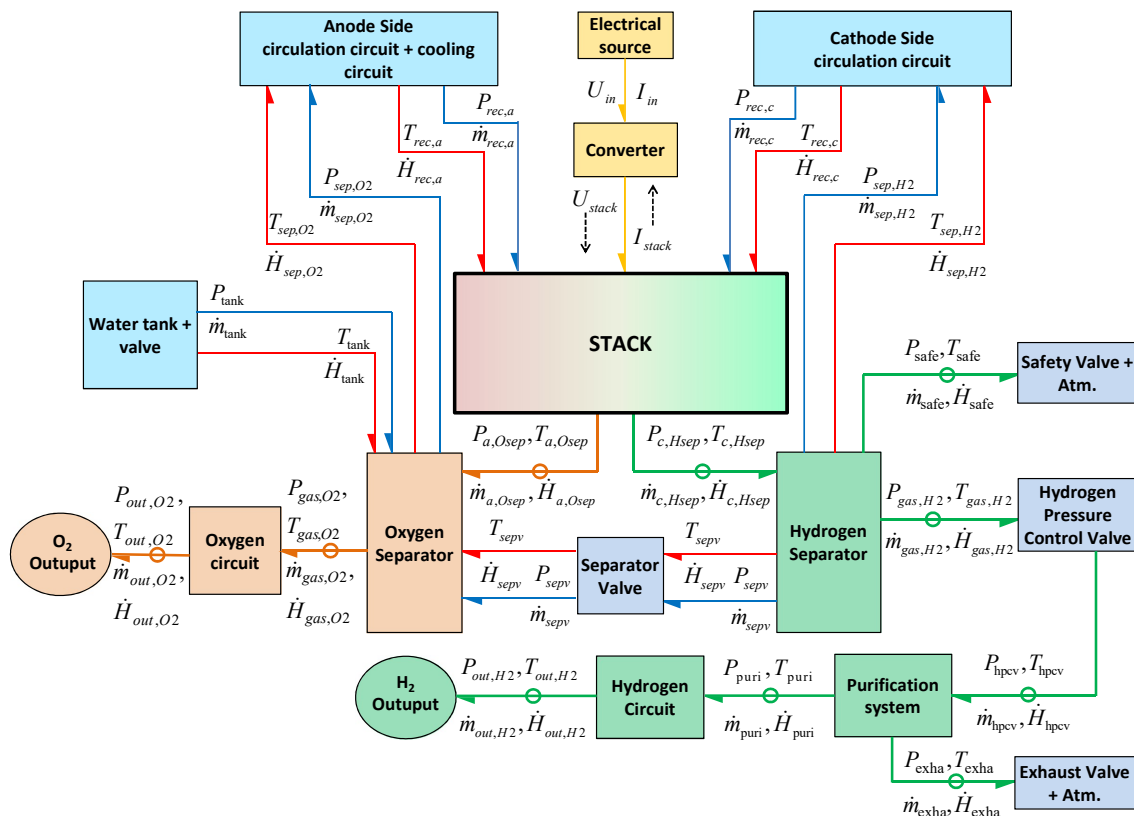 Anode Side
circulation circuit + cooling
circuit
Electrical
source
Cathode Side
circulation circuit
U_in
I_in
Converter
U_stack
I_stack
P_rec,a
ṁ_rec,a
T_rec,a
Ḣ_rec,a
P_rec,c
ṁ_rec,c
T_rec,c
Ḣ_rec,c
P_sep,O2
ṁ_sep,O2
T_sep,O2
Ḣ_sep,O2
P_sep,H2
ṁ_sep,H2
T_sep,H2
Ḣ_sep,H2
Water tank +
valve
P_tank
ṁ_tank
T_tank
Ḣ_tank
STACK
P_safe, T_safe
ṁ_safe, Ḣ_safe
Safety Valve +
Atm.
P_a,Osep, T_a,Osep
ṁ_a,Osep, Ḣ_a,Osep
P_c,Hsep, T_c,Hsep
ṁ_c,Hsep, Ḣ_c,Hsep
O2
Outuput
P_out,O2,
T_out,O2
ṁ_out,O2,
Ḣ_out,O2
Oxygen
circuit
P_gas,O2,
T_gas,O2
ṁ_gas,O2,
Ḣ_gas,O2
Oxygen
Separator
T_sepv
Ḣ_sepv
P_sepv
ṁ_sepv
Separator
Valve
T_sepv
Ḣ_sepv
P_sepv
ṁ_sepv
Hydrogen
Separator
P_gas,H2, T_gas,H2
ṁ_gas,H2, Ḣ_gas,H2
Hydrogen
Pressure
Control Valve
H2
Outuput
P_out,H2, T_out,H2
ṁ_out,H2, Ḣ_out,H2
Hydrogen
Circuit
P_puri, T_puri
ṁ_puri, Ḣ_puri
Purification
system
P_hpcv, T_hpcv
ṁ_hpcv, Ḣ_hpcv
P_exha, T_exha
ṁ_exha, Ḣ_exha
Exhaust Valve
+ Atm.